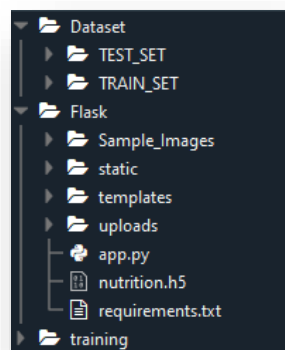 Dataset
TEST_SET
TRAIN_SET
Flask
Sample_Images
static
templates
uploads
app.py
nutrition.h5
requirements.txt
training